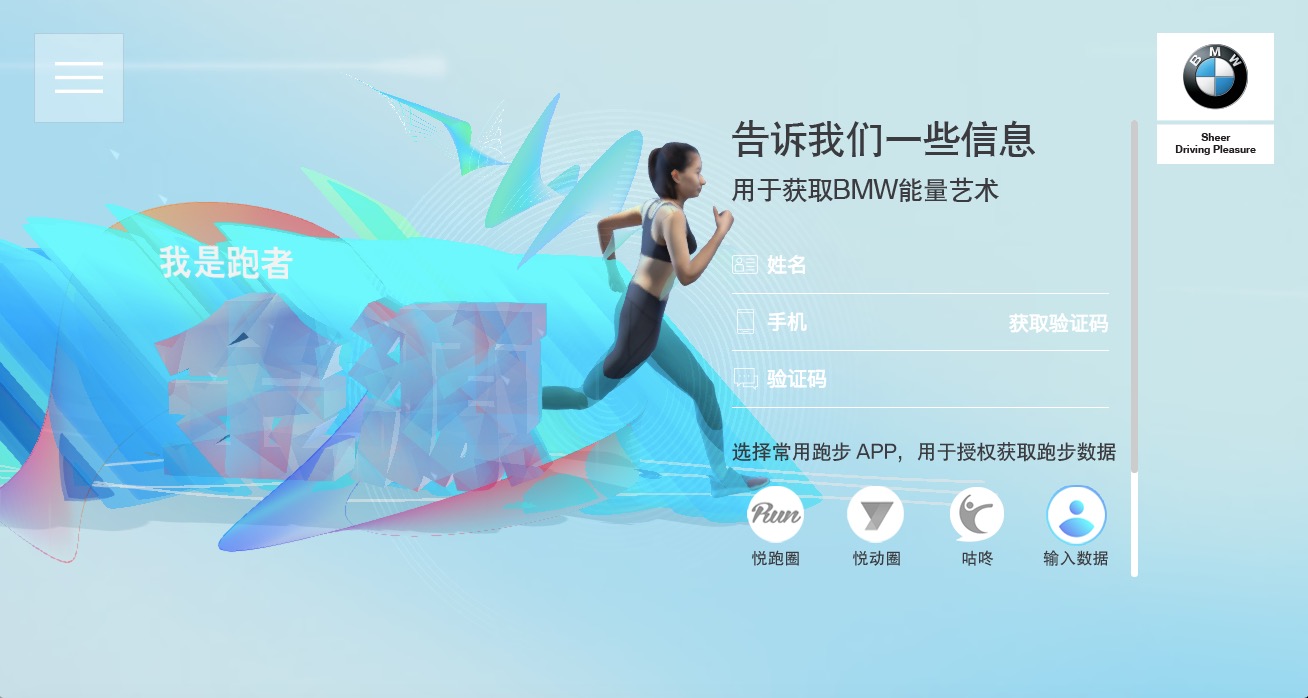 BMW
Sheer
Driving Pleasure
告诉我们一些信息
用于获取BMW能量艺术
我是跑者
姓名
手机 获取验证码
验证码
选择常用跑步 APP，用于授权获取跑步数据
Run
悦跑圈 悦动圈 咕咚 输入数据